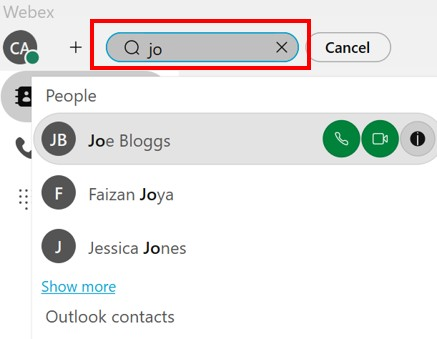 Webex
CA + jo Cancel
People
JB Joe Bloggs
F Faizan Joya
J Jessica Jones
Show more
Outlook contacts